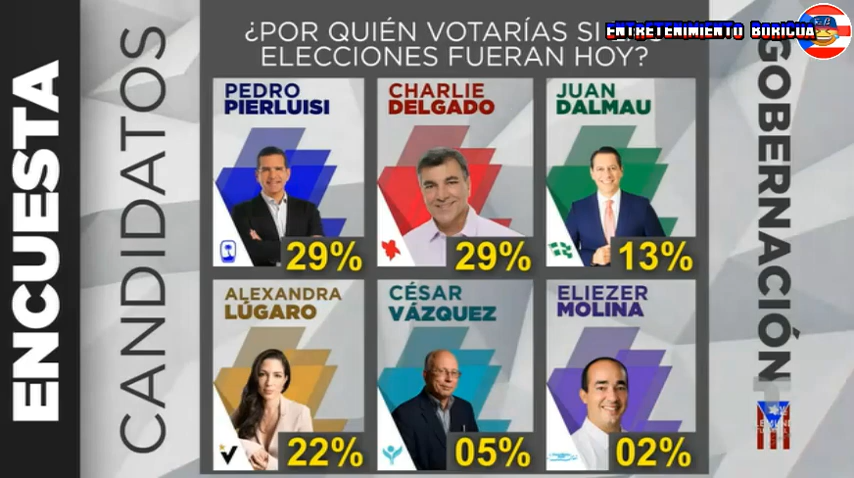 ENCUESTA
CANDIDATOS
¿POR QUIÉN VOTARÍAS SI
ELECCIONES FUERAN HOY?
ENTRETENIMIENTO BORICUA
PEDRO
PIERLUISI
29%
CHARLIE
DELGADO
29%
JUAN
DALMAU
13%
ALEXANDRA
LÚGARO
22%
CÉSAR
VÁZQUEZ
05%
ELIEZER
MOLINA
02%
GOBERNACIÓN